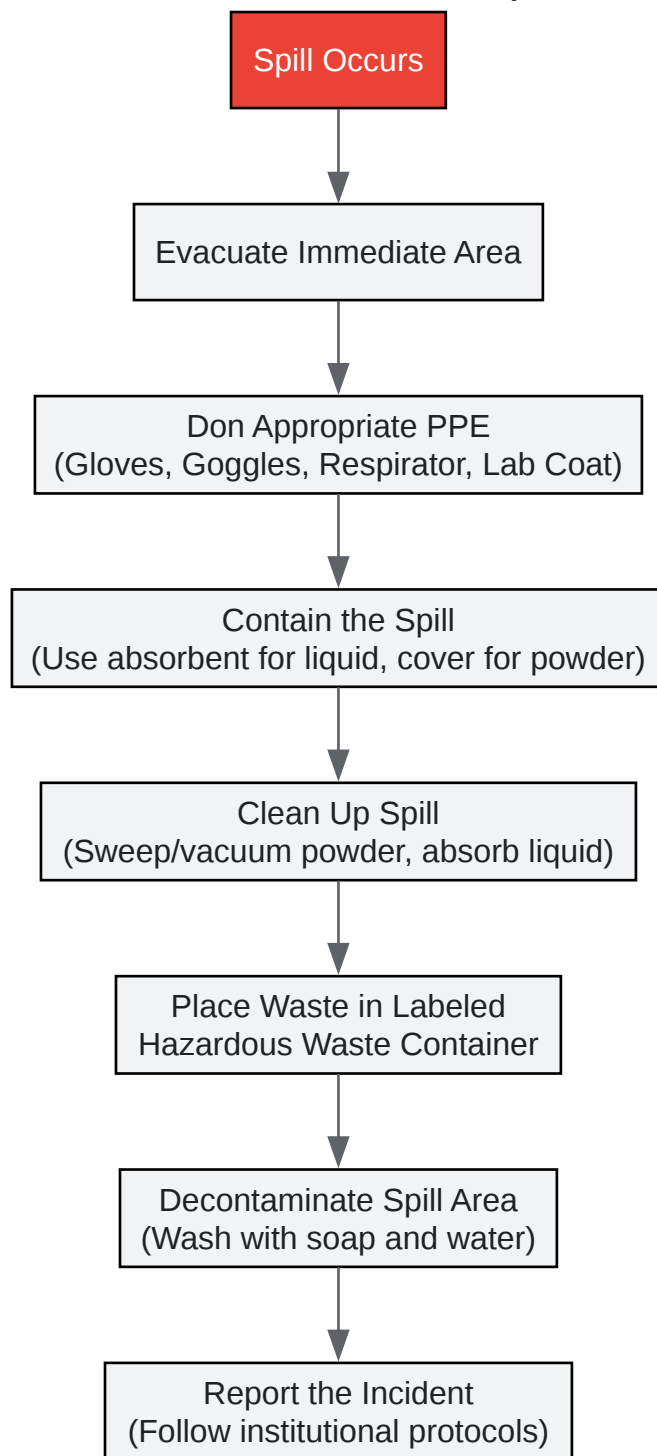 Spill Occurs
Evacuate Immediate Area
Don Appropriate PPE
(Gloves, Goggles, Respirator, Lab Coat)
Contain the Spill
(Use absorbent for liquid, cover for powder)
Clean Up Spill
(Sweep/vacuum powder, absorb liquid)
Place Waste in Labeled
Hazardous Waste Container
Decontaminate Spill Area
(Wash with soap and water)
Report the Incident
(Follow institutional protocols)